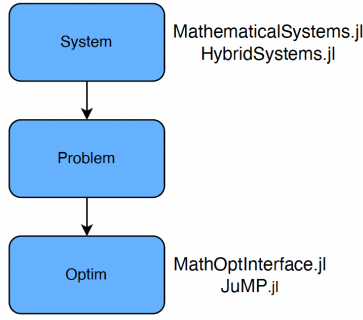 System
MathematicalSystems.jl
HybridSystems.jl
Problem
Optim
MathOptInterface.jl
JuMP.jl